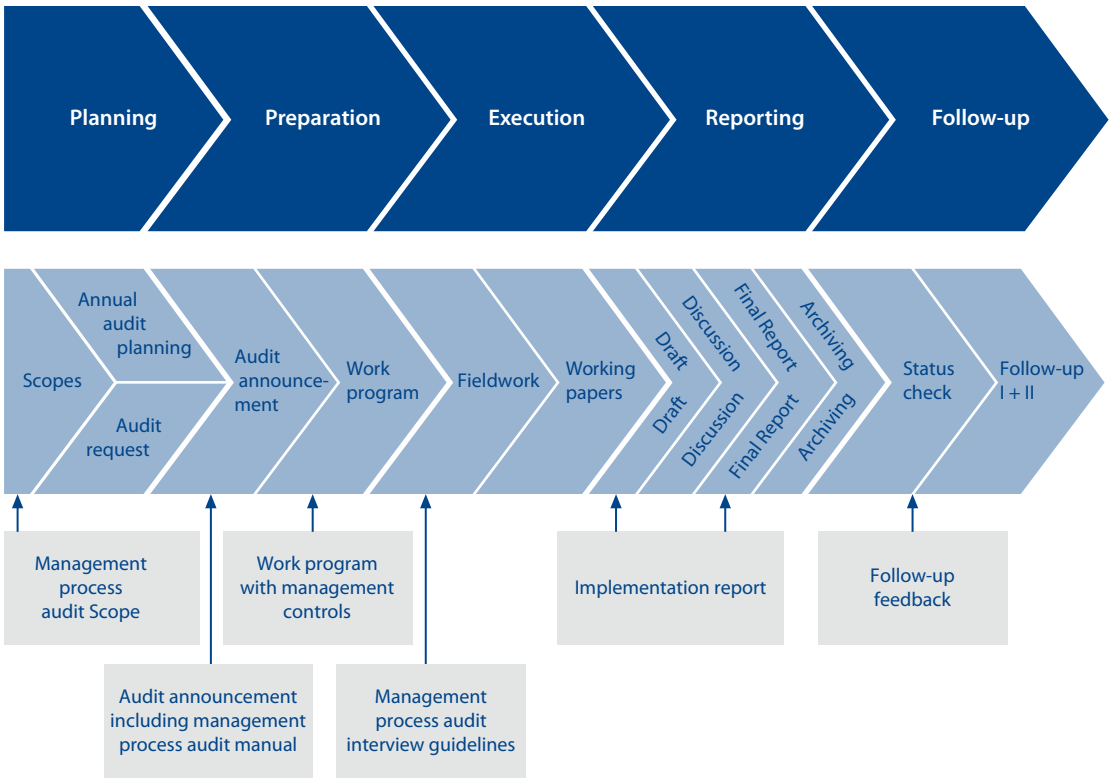 Planning
Preparation
Execution
Reporting
Follow-up
Scopes
Annual
audit
planning
Audit
request
Audit
announce-
ment
Work
program
Fieldwork
Working
papers
Draft
Discussion
Final Report
Archiving
Draft
Discussion
Final Report
Archiving
Status
check
Follow-up
I + II
Management
process
audit Scope
Work program
with management
controls
Implementation report
Follow-up
feedback
Audit announcement
including management
process audit manual
Management
process audit
interview guidelines